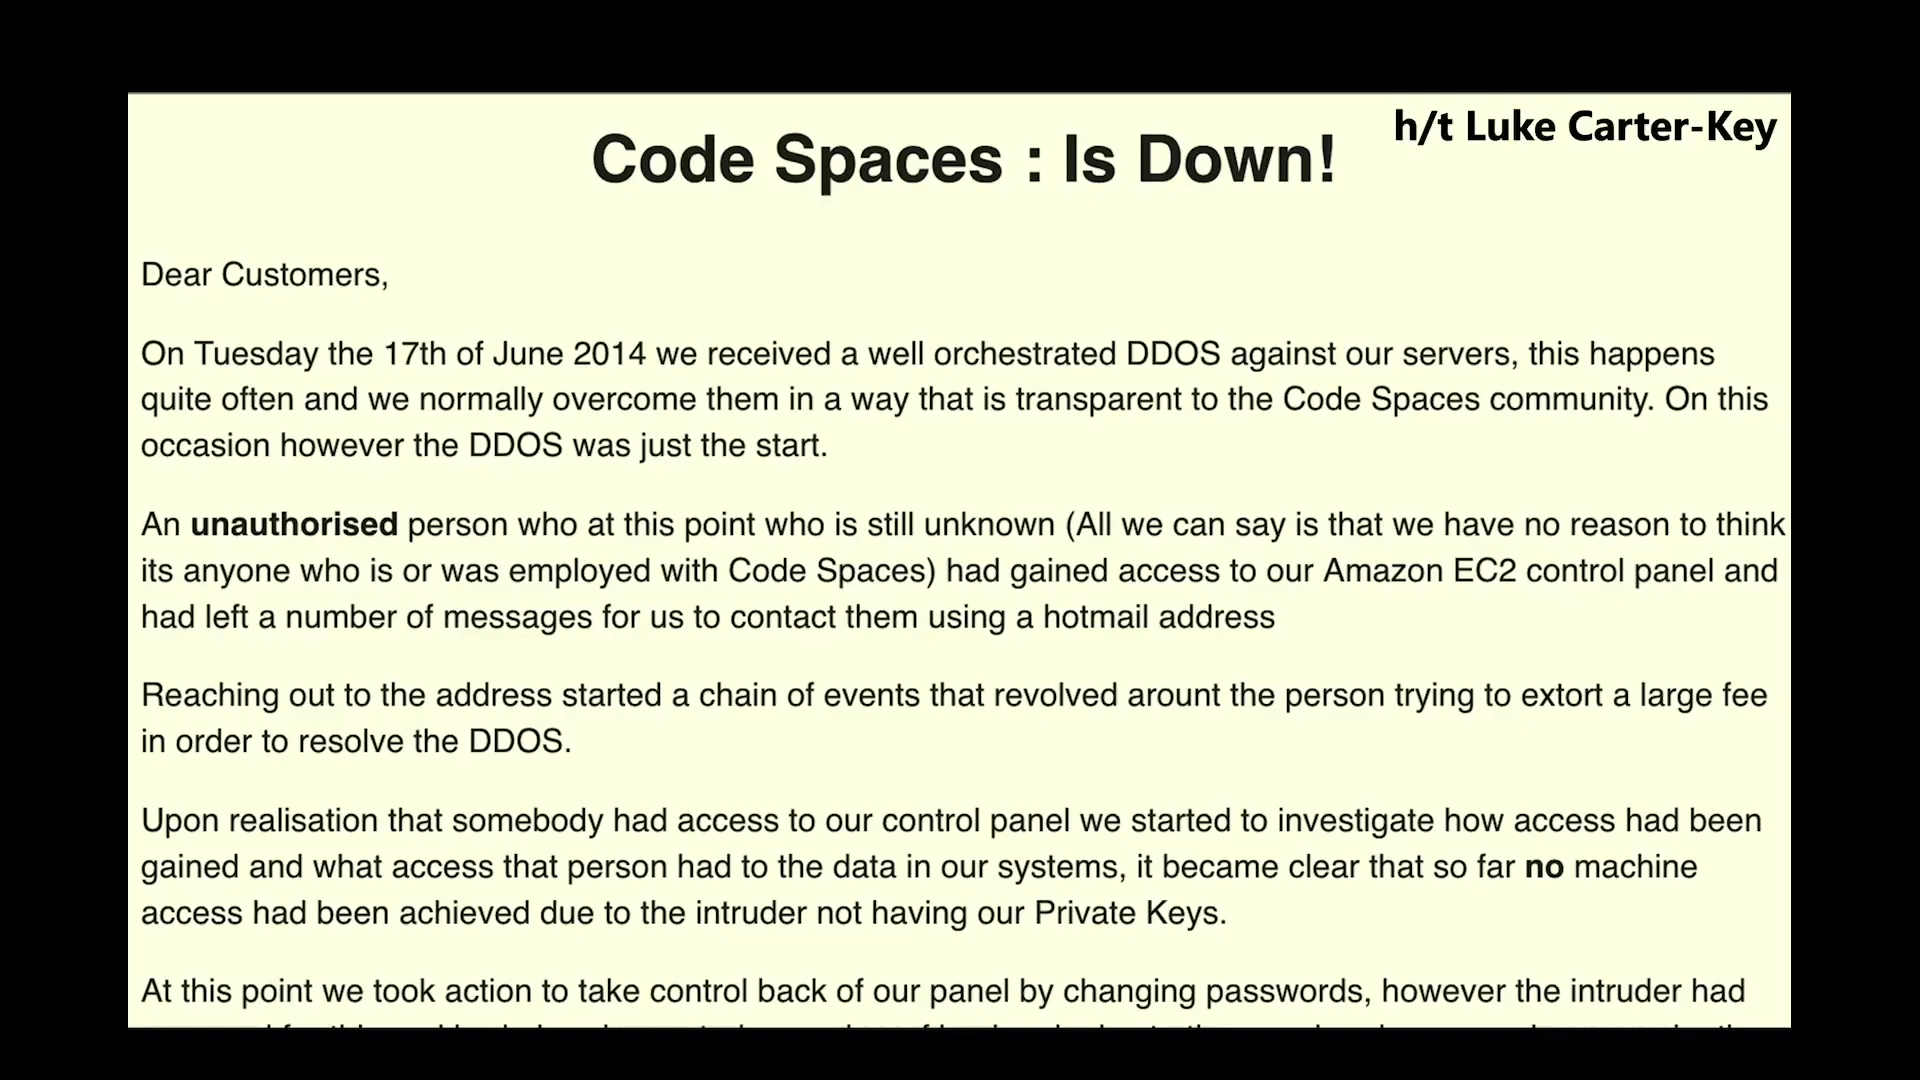 h/t Luke Carter-Key
Code Spaces : Is Down!
Dear Customers,
On Tuesday the 17th of June 2014 we received a well orchestrated DDOS against our servers, this happens
quite often and we normally overcome them in a way that is transparent to the Code Spaces community. On this
occasion however the DDOS was just the start.
An unauthorised person who at this point who is still unknown (All we can say is that we have no reason to think
its anyone who is or was employed with Code Spaces) had gained access to our Amazon EC2 control panel and
had left a number of messages for us to contact them using a hotmail address
Reaching out to the address started a chain of events that revolved arount the person trying to extort a large fee
in order to resolve the DDOS.
Upon realisation that somebody had access to our control panel we started to investigate how access had been
gained and what access that person had to the data in our systems, it became clear that so far no machine
access had been achieved due to the intruder not having our Private Keys.
At this point we took action to take control back of our panel by changing passwords, however the intruder had